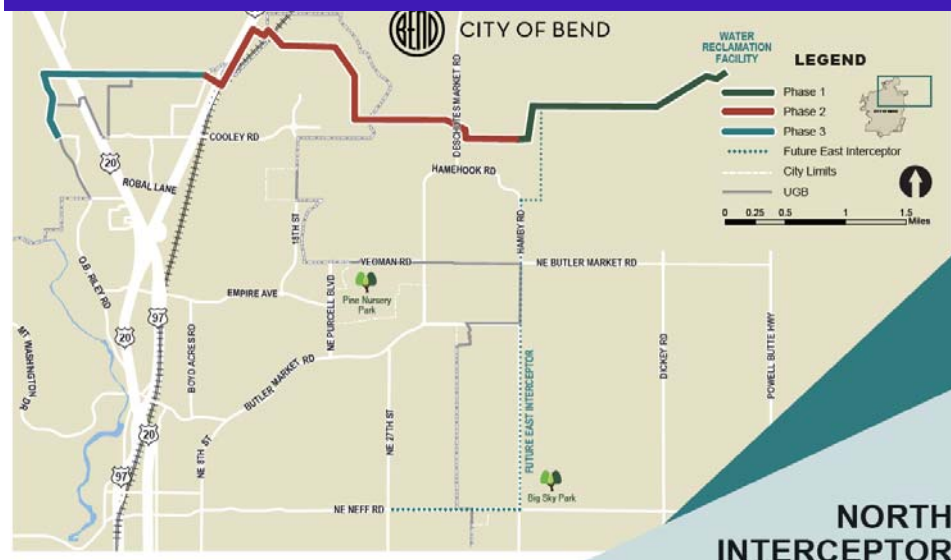 BEND
CITY OF BEND
WATER
RECLAMATION
FACILITY
LEGEND
Phase 1
Phase 2
Phase 3
Future East Interceptor
City Limits
UGB
0 0.25 0.5 1 1.5
Miles
97
DESCHUTES MARKET RD
COOLEY RD
20
ROBAL LANE
HAMEHOOK RD
18TH ST
HAMBY RD
YEOMAN RD
NE BUTLER MARKET RD
O.B. RILEY RD
EMPIRE AVE
Pine Nursery
Park
NE PURCELL BLVD
97
20
MT WASHINGTON
DR
BOYD ACRES RD
BUTLER MARKET RD
DICKEY RD
POWELL BUTTE HWY
FUTURE EAST INTERCEPTOR
20
NE 8TH ST
NE 27TH ST
97
Big Sky Park
NE NEFF RD
NORTH
INTERCEPTOR